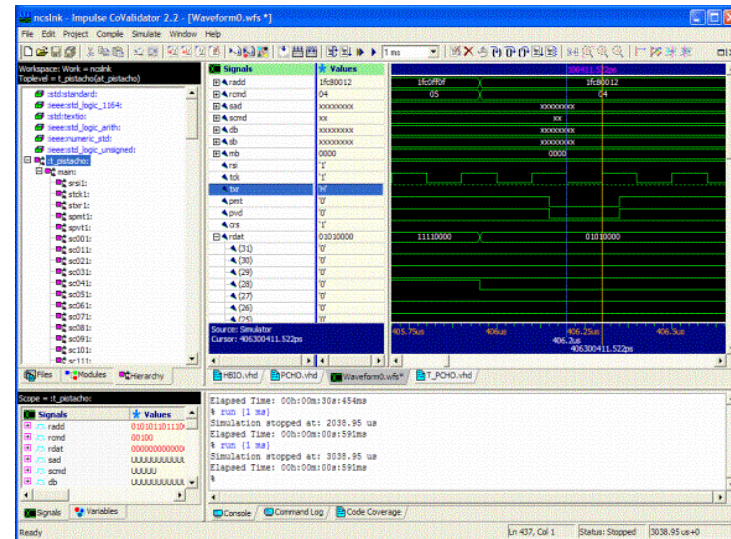 ncsInk - Impulse CoValidator 2.2 - [Waveform0.wfs *]
File Edit Project Compile Simulate Window Help
1 ms
Workspace: Work = ncsInk
Toplevel = t_pistacho(at_pistacho)
:std:standard:
:ieee:std_logic_1164:
:std:textio:
:ieee:std_logic_arith:
:ieee:numeric_std:
:ieee:std_logic_unsigned:
:t_pistacho:
main:
srsi1:
stck1:
stxr1:
spmt1:
spvt1:
sc001:
sc011:
sc021:
sc031:
sc041:
sc051:
sc061:
sc071:
sc081:
sc091:
sc101:
sc111:
Files Modules Hierarchy
Signals Values
radd 1fc80012
rcmd 04
sad xxxxxxxx
scmd xx
db xxxxxxxx
sb xxxxxxxx
mb 0000
rsi '1'
tck '1'
txr 'H'
pmt '0'
pvd '0'
crs '1'
rdat 01010000
(31) '0'
(30) '0'
(29) '0'
(28) '0'
(27) '0'
(26) '0'
(25) '0'
Source: Simulator
Cursor: 406300411.522ps
1fc0ffbf 1fc80012
05 04
xxxxxxxx
xx
xxxxxxxx
xxxxxxxx
0000
11110000 01010000
405.75us 406us 406.25us 406.5us
406.2us
406300411.522ps
HBIO.vhd PCHO.vhd Waveform0.wfs* T_PCHO.vhd
Scope = :t_pistacho:
Signals Values
radd 0101011011100
rcmd 00100
rdat 0000000000000
sad UUUUUUUUUUU
scmd UUUUU
db UUUUUUUUUUU
Signals Variables
Elapsed Time: 00h:00m:30s:454ms
% run {1 ms}
Simulation stopped at: 2038.95 us
Elapsed Time: 00h:00m:00s:591ms
% run {1 ms}
Simulation stopped at: 3038.95 us
Elapsed Time: 00h:00m:00s:591ms
%
Console Command Log Code Coverage
Ready
Ln 437, Col 1 Status: Stopped 3038.95 us+0